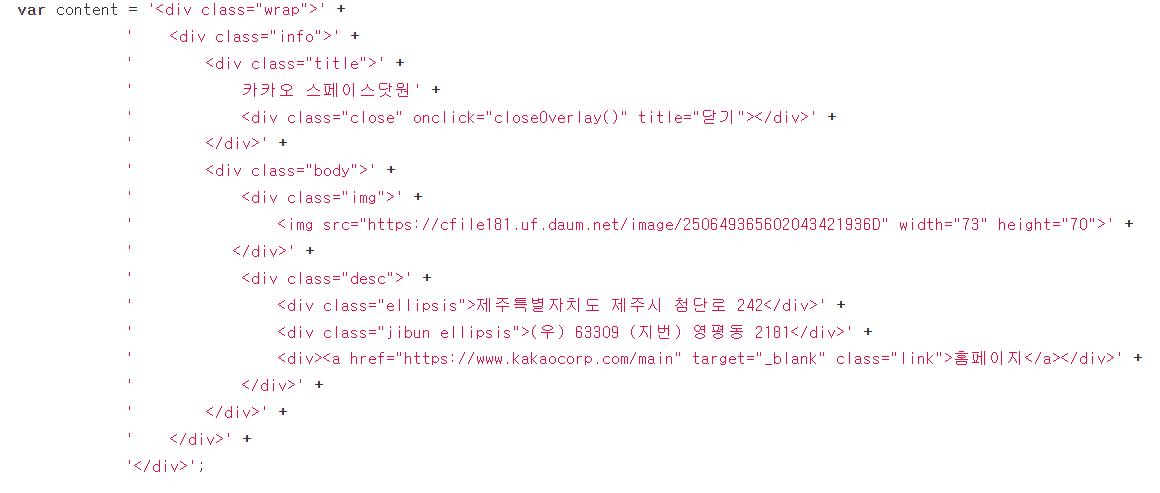 var content = '<div class="wrap">' +
            '    <div class="info">' +
            '        <div class="title">' +
            '            카카오 스페이스닷원' +
            '            <div class="close" onclick="closeOverlay()" title="닫기"></div>' +
            '        </div>' +
            '        <div class="body">' +
            '            <div class="img">' +
            '                <img src="https://cfile181.uf.daum.net/image/250649365602043421936D" width="73" height="70">' +
            '           </div>' +
            '            <div class="desc">' +
            '                <div class="ellipsis">제주특별자치도 제주시 첨단로 242</div>' +
            '                <div class="jibun ellipsis">(우) 63309 (지번) 영평동 2181</div>' +
            '                <div><a href="https://www.kakaocorp.com/main" target="_blank" class="link">홈페이지</a></div>' +
            '            </div>' +
            '        </div>' +
            '    </div>' +
            '</div>';